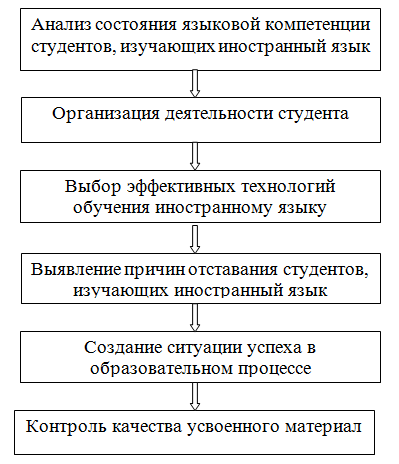 Анализ состояния языковой компетенции
студентов, изучающих иностранный язык
Организация деятельности студента
Выбор эффективных технологий
обучения иностранному языку
Выявление причин отставания студентов,
изучающих иностранный язык
Создание ситуации успеха в
образовательном процессе
Контроль качества усвоенного материал